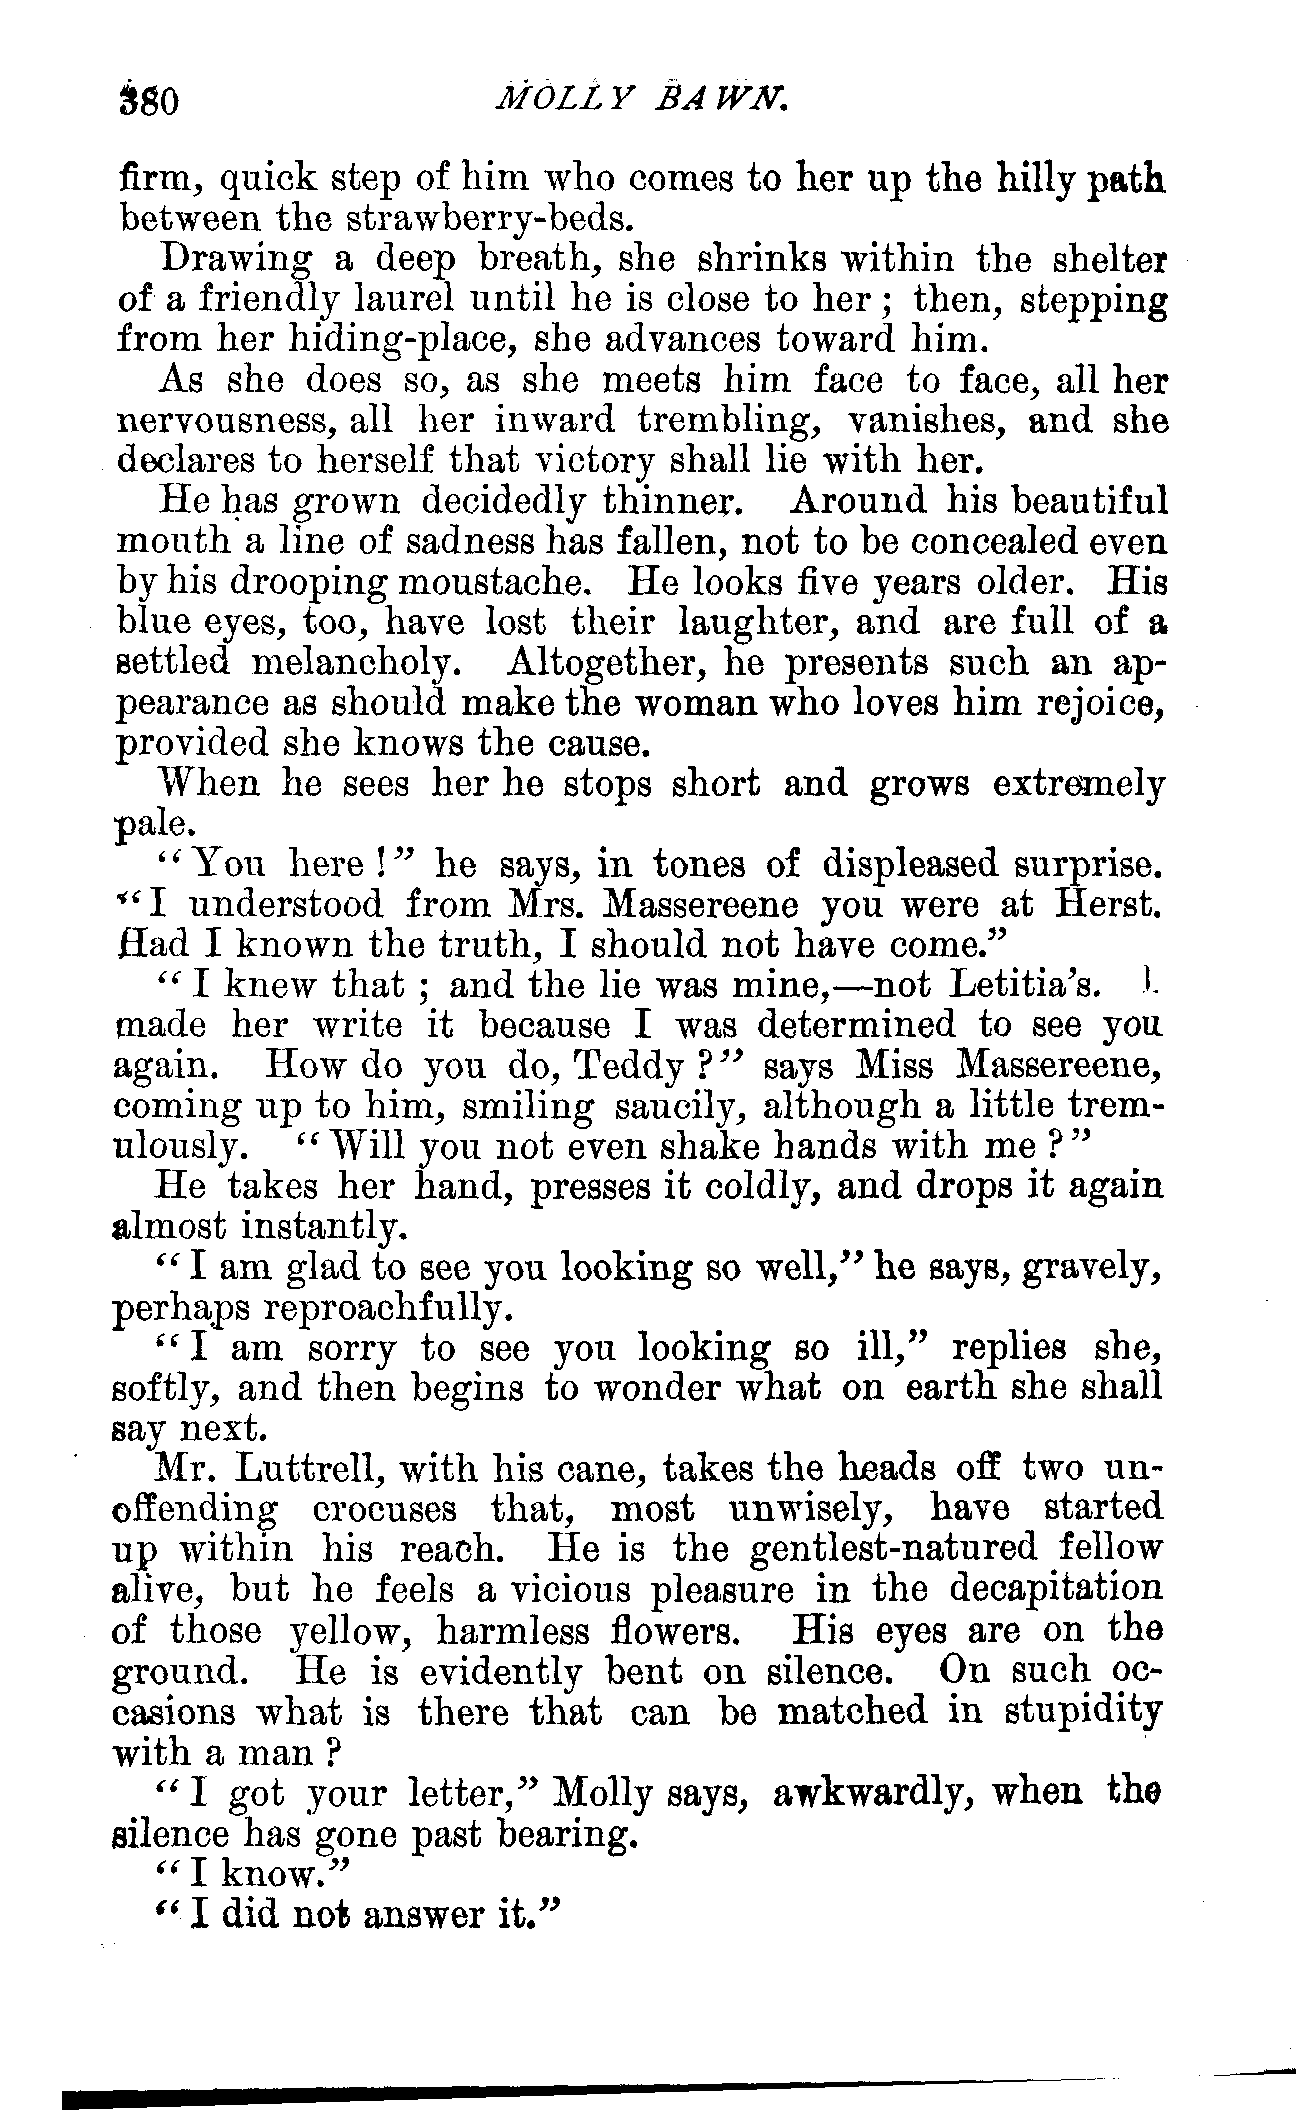 380 MOLLY BAWN.
firm, quick step of him who comes to her up the hilly path
between the strawberry-beds.
Drawing a deep breath, she shrinks within the shelter
of a friendly laurel until he is close to her ; then, stepping
from her hiding-place, she advances toward him.
As she does so, as she meets him face to face, all her
nervousness, all her inward trembling, vanishes, and she
declares to herself that victory shall lie with her.
He has grown decidedly thinner. Around his beautiful
mouth a line of sadness has fallen, not to be concealed even
by his drooping moustache. He looks five years older. His
blue eyes, too, have lost their laughter, and are full of a
settled melancholy. Altogether, he presents such an ap-
pearance as should make the woman who loves him rejoice,
provided she knows the cause.
When he sees her he stops short and grows extremely
pale.
“You here !” he says, in tones of displeased surprise.
“I understood from Mrs. Massereene you were at Herst.
Had I known the truth, I should not have come.”
“I knew that ; and the lie was mine,—not Letitia’s. I
made her write it because I was determined to see you
again. How do you do, Teddy ?” says Miss Massereene,
coming up to him, smiling saucily, although a little trem-
ulously. “Will you not even shake hands with me ?”
He takes her hand, presses it coldly, and drops it again
almost instantly.
“I am glad to see you looking so well,” he says, gravely,
perhaps reproachfully.
“I am sorry to see you looking so ill,” replies she,
softly, and then begins to wonder what on earth she shall
say next.
Mr. Luttrell, with his cane, takes the heads off two un-
offending crocuses that, most unwisely, have started
up within his reach. He is the gentlest-natured fellow
alive, but he feels a vicious pleasure in the decapitation
of those yellow, harmless flowers. His eyes are on the
ground. He is evidently bent on silence. On such oc-
casions what is there that can be matched in stupidity
with a man ?
“I got your letter,” Molly says, awkwardly, when the
silence has gone past bearing.
“I know.”
“I did not answer it.”